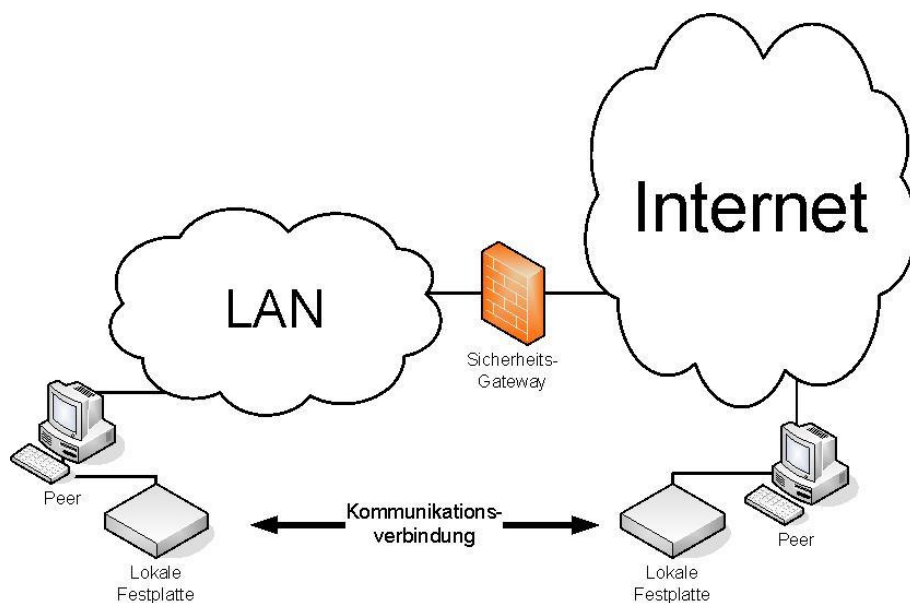 Internet
LAN
Sicherheits-
Gateway
Peer
Kommunikations-
verbindung
Peer
Lokale
Festplatte
Lokale
Festplatte